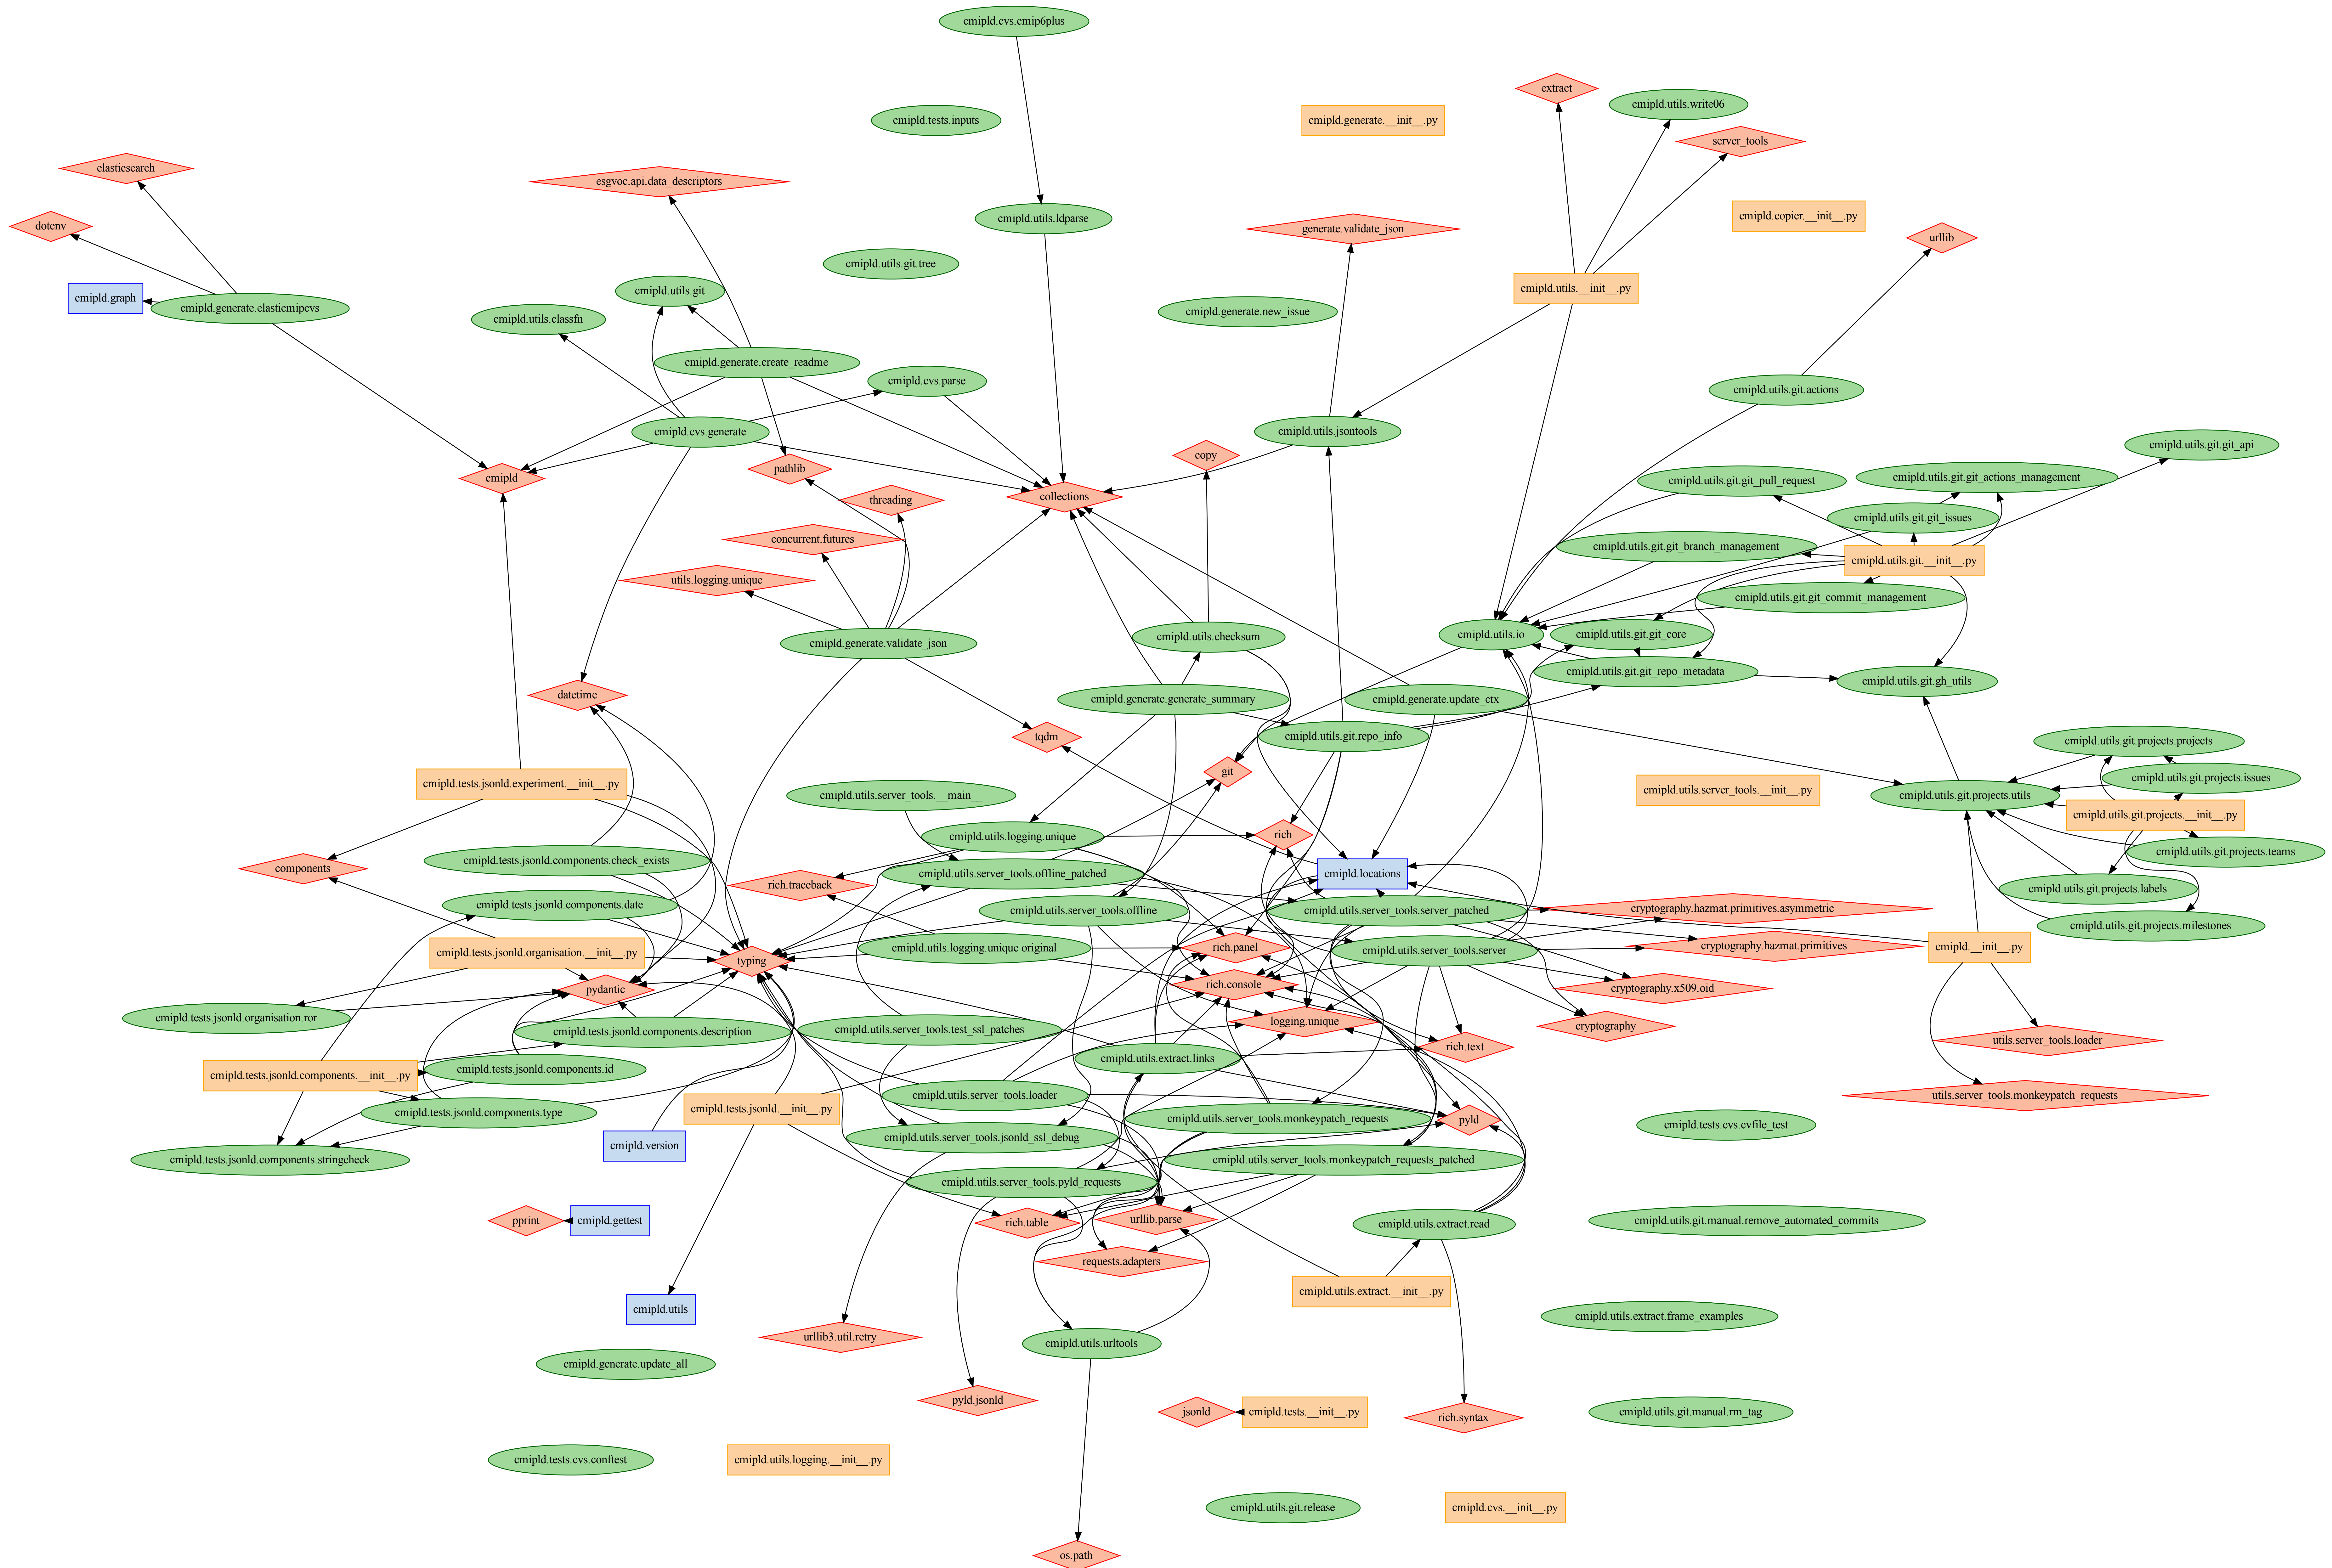 cmipld.cvs.cmip6plus
extract
cmipld.utils.write06
cmipld.tests.inputs
cmipld.generate.__init__.py
server_tools
elasticsearch
esgvoc.api.data_descriptors
dotenv
cmipld.utils.ldparse
generate.validate_json
cmipld.copier.__init__.py
urllib
cmipld.utils.git.tree
cmipld.graph
cmipld.generate.elasticmipcvs
cmipld.utils.git
cmipld.utils.__init__.py
cmipld.utils.classfn
cmipld.generate.new_issue
cmipld.generate.create_readme
cmipld.cvs.parse
cmipld.utils.git.actions
cmipld.cvs.generate
cmipld.utils.jsontools
cmipld.utils.git.git_api
copy
cmipld
pathlib
cmipld.utils.git.git_pull_request
cmipld.utils.git.git_actions_management
threading
collections
cmipld.utils.git.git_issues
concurrent.futures
cmipld.utils.git.git_branch_management
cmipld.utils.git.__init__.py
utils.logging.unique
cmipld.utils.git.git_commit_management
cmipld.generate.validate_json
cmipld.utils.checksum
cmipld.utils.io
cmipld.utils.git.git_core
cmipld.utils.git.git_repo_metadata
cmipld.utils.git.gh_utils
datetime
cmipld.generate.generate_summary
cmipld.generate.update_ctx
tqdm
cmipld.utils.git.repo_info
cmipld.utils.git.projects.projects
git
cmipld.tests.jsonld.experiment.__init__.py
cmipld.utils.git.projects.issues
cmipld.utils.server_tools.__main__
cmipld.utils.server_tools.__init__.py
cmipld.utils.git.projects.utils
cmipld.utils.git.projects.__init__.py
cmipld.utils.logging.unique
rich
cmipld.utils.git.projects.teams
components
cmipld.tests.jsonld.components.check_exists
cmipld.utils.server_tools.offline_patched
cmipld.locations
rich.traceback
cmipld.utils.git.projects.labels
cmipld.tests.jsonld.components.date
cmipld.utils.server_tools.offline
cmipld.utils.server_tools.server_patched
cryptography.hazmat.primitives.asymmetric
cmipld.utils.git.projects.milestones
cmipld.tests.jsonld.organisation.__init__.py
cmipld.utils.logging.unique original
rich.panel
cmipld.utils.server_tools.server
cryptography.hazmat.primitives
cmipld.__init__.py
typing
pydantic
rich.console
cryptography.x509.oid
cmipld.tests.jsonld.organisation.ror
cmipld.tests.jsonld.components.description
cmipld.utils.server_tools.test_ssl_patches
logging.unique
cryptography
rich.text
utils.server_tools.loader
cmipld.utils.extract.links
cmipld.tests.jsonld.components.__init__.py
cmipld.tests.jsonld.components.id
cmipld.utils.server_tools.loader
utils.server_tools.monkeypatch_requests
cmipld.tests.jsonld.components.type
cmipld.tests.jsonld.__init__.py
cmipld.utils.server_tools.monkeypatch_requests
pyld
cmipld.tests.cvs.cvfile_test
cmipld.version
cmipld.utils.server_tools.jsonld_ssl_debug
cmipld.tests.jsonld.components.stringcheck
cmipld.utils.server_tools.monkeypatch_requests_patched
cmipld.utils.server_tools.pyld_requests
pprint
cmipld.gettest
rich.table
urllib.parse
cmipld.utils.extract.read
cmipld.utils.git.manual.remove_automated_commits
requests.adapters
cmipld.utils.extract.__init__.py
cmipld.utils
cmipld.utils.extract.frame_examples
urllib3.util.retry
cmipld.utils.urltools
cmipld.generate.update_all
pyld.jsonld
jsonld
cmipld.tests.__init__.py
rich.syntax
cmipld.utils.git.manual.rm_tag
cmipld.tests.cvs.conftest
cmipld.utils.logging.__init__.py
cmipld.utils.git.release
cmipld.cvs.__init__.py
os.path